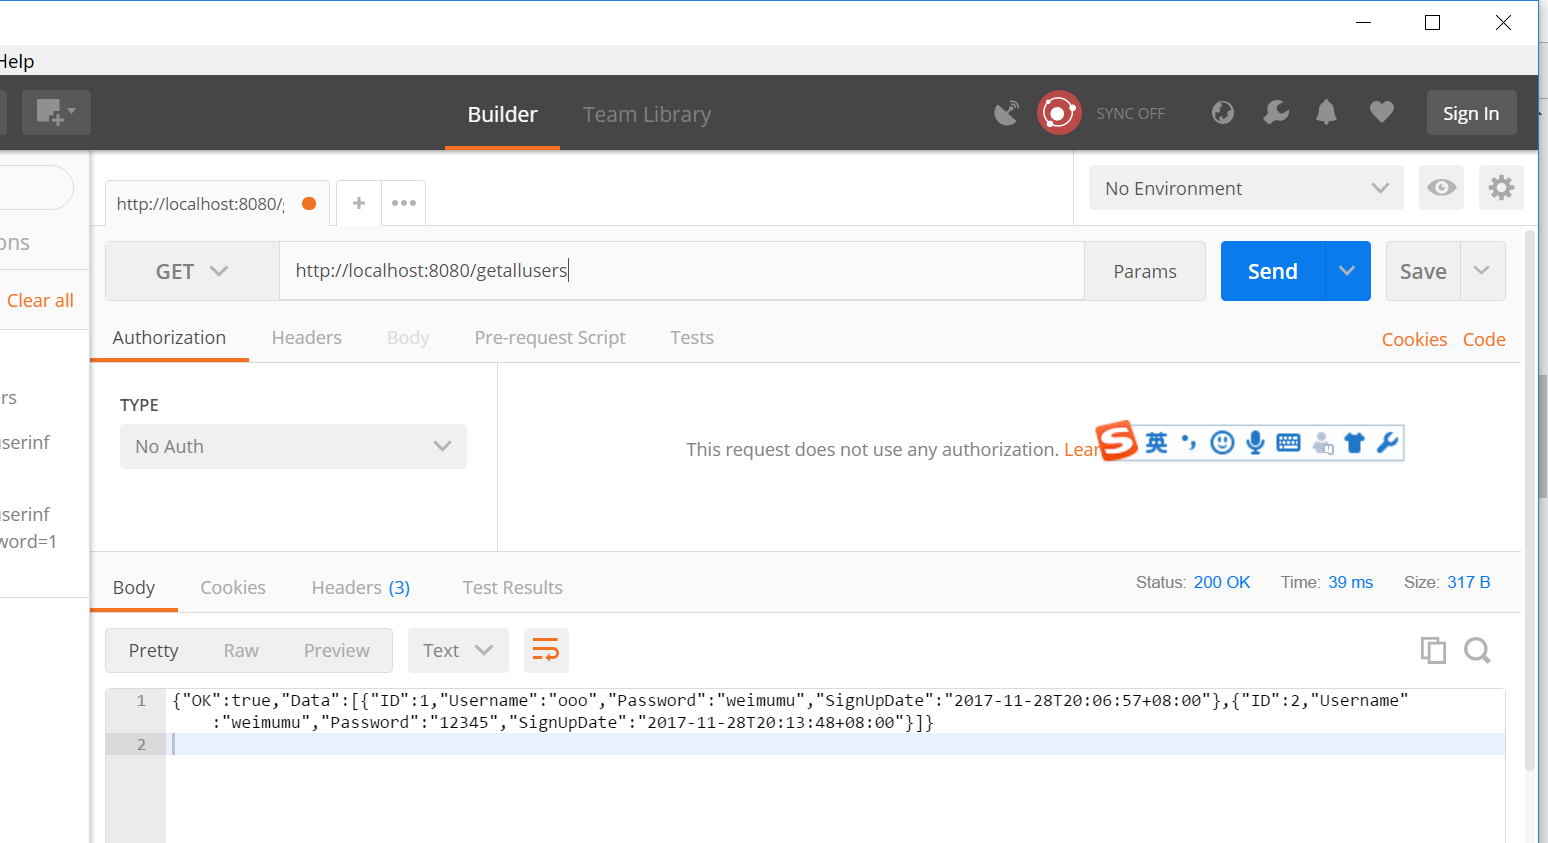 Help
Builder
Team Library
SYNC OFF
Sign In
http://localhost:8080/
No Environment
ons
GET
http://localhost:8080/getallusers
Params
Send
Save
Clear all
Authorization
Headers
Body
Pre-request Script
Tests
Cookies
Code
rs
TYPE
No Auth
This request does not use any authorization. Lear
英
serinf
serinf
word=1
Body
Cookies
Headers (3)
Test Results
Status: 200 OK
Time: 39 ms
Size: 317 B
Pretty
Raw
Preview
Text
1
{"OK":true,"Data":[{"ID":1,"Username":"ooo","Password":"weimumu","SignUpDate":"2017-11-28T20:06:57+08:00"},{"ID":2,"Username"
:"weimumu","Password":"12345","SignUpDate":"2017-11-28T20:13:48+08:00"}]}
2